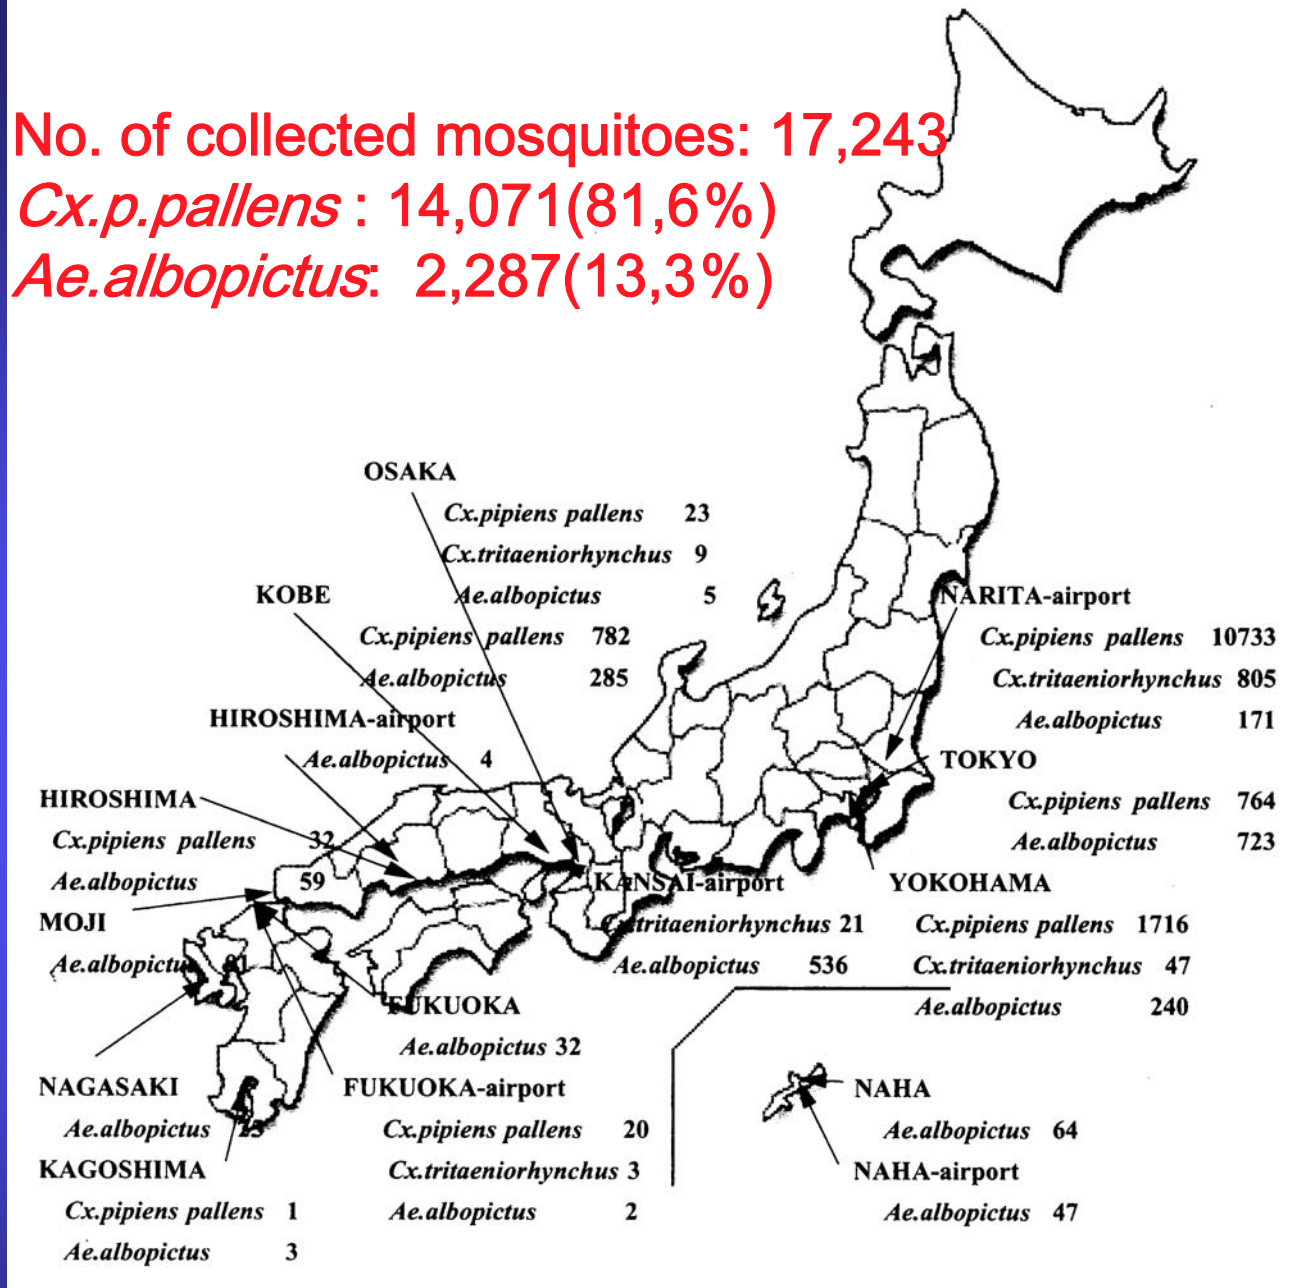 No. of collected mosquitoes: 17,243
Cx.p.pallens : 14,071(81,6%)
Ae.albopictus: 2,287(13,3%)
OSAKA
Cx.pipiens pallens 23
Cx.tritaeniorhynchus 9
Ae.albopictus 5
KOBE
Cx.pipiens pallens 782
Ae.albopictus 285
HIROSHIMA-airport
Ae.albopictus 4
HIROSHIMA
Cx.pipiens pallens 32
Ae.albopictus 59
MOJI
Ae.albopictus
NAGASAKI
Ae.albopictus
KAGOSHIMA
Cx.pipiens pallens 1
Ae.albopictus 3
FUKUOKA
Ae.albopictus 32
FUKUOKA-airport
Cx.pipiens pallens 20
Cx.tritaeniorhynchus 3
Ae.albopictus 2
KANSAI-airport
Cx.tritaeniorhynchus 21
Ae.albopictus 536
NARITA-airport
Cx.pipiens pallens 10733
Cx.tritaeniorhynchus 805
Ae.albopictus 171
TOKYO
Cx.pipiens pallens 764
Ae.albopictus 723
YOKOHAMA
Cx.pipiens pallens 1716
Cx.tritaeniorhynchus 47
Ae.albopictus 240
NAHA
Ae.albopictus 64
NAHA-airport
Ae.albopictus 47